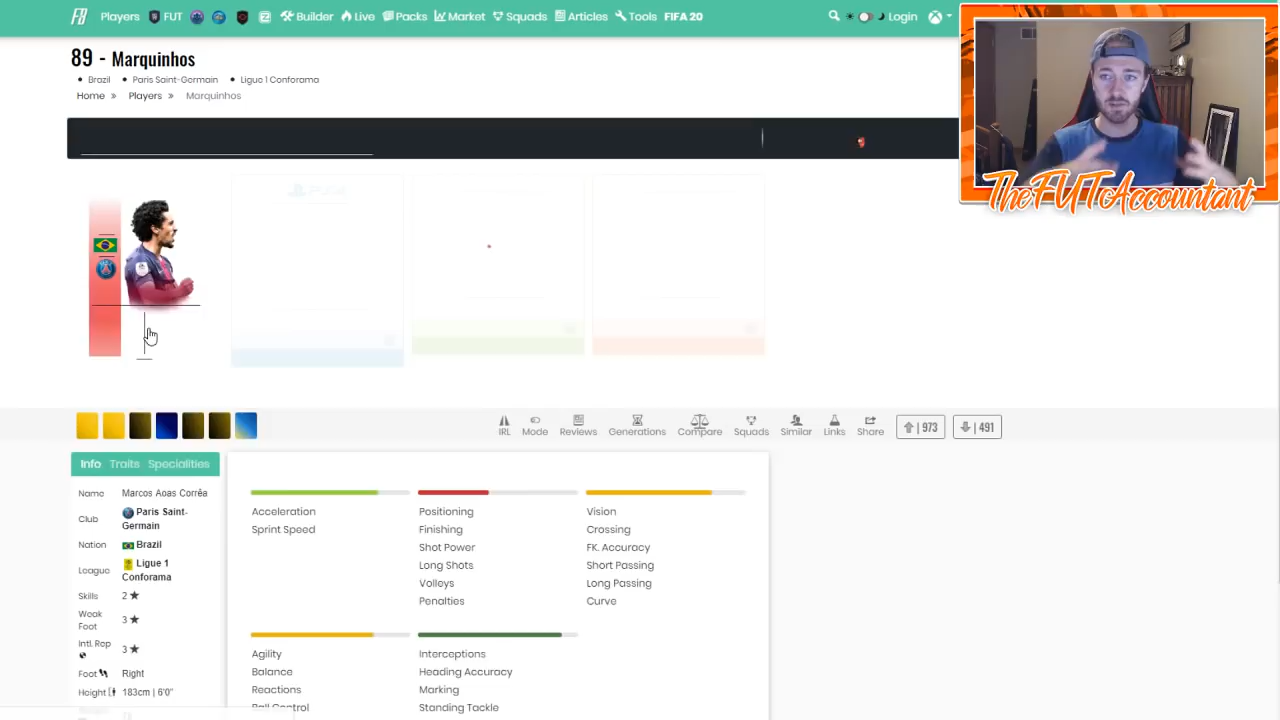 Players FUT Builder Live Packs Market Squads Articles Tools FIFA 20 Login
89 - Marquinhos
Brazil Paris Saint-Germain Ligue 1 Conforama
Home » Players » Marquinhos
TheFUTAccountant
IRL Mode Reviews Generations Compare Squads Similar Links Share | 973 | 491
Info Traits Specialities
Name Marcos Aoas Corrêa
Club Paris Saint-Germain
Nation Brazil
League Ligue 1 Conforama
Skills 2
Weak Foot 3
Intl. Rep 3
Foot Right
Height 183cm | 6'0"
Acceleration
Sprint Speed
Positioning
Finishing
Shot Power
Long Shots
Volleys
Penalties
Vision
Crossing
FK. Accuracy
Short Passing
Long Passing
Curve
Agility
Balance
Reactions
Ball Control
Interceptions
Heading Accuracy
Marking
Standing Tackle